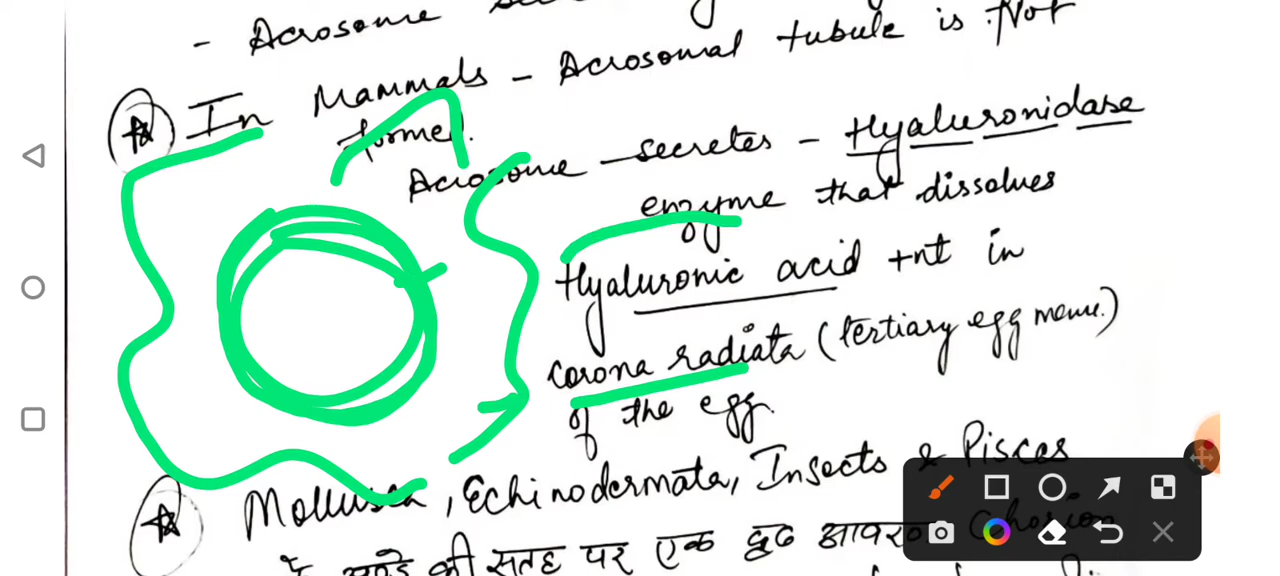 - Acrosome
In Mammals - Acrosomal tubule is Not
formed.
Acrosome - secretes - Hyaluronidase
enzyme that dissolves
Hyaluronic acid +nt in
corona radiata (tertiary egg meme.)
of the egg.
Mollusca, Echinodermata, Insects & Pisces
की सतह पर एक दृढ आवरण